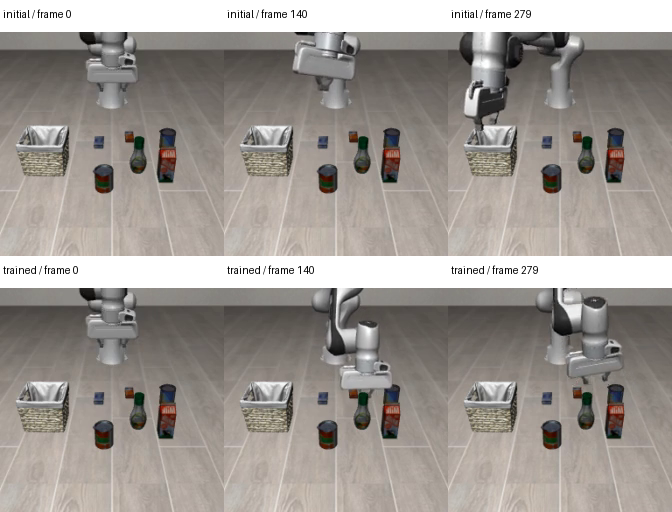 initial / frame 0
initial / frame 140
initial / frame 279
trained / frame 0
trained / frame 140
trained / frame 279